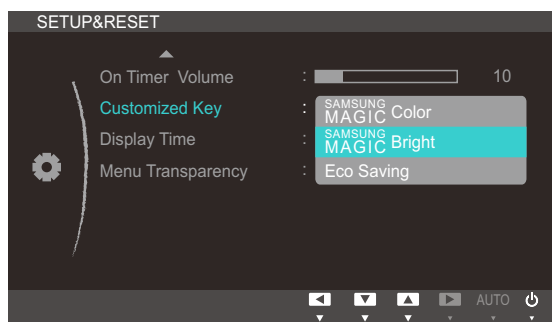 SETUP&RESET
On Timer Volume : 10
Customized Key : SAMSUNG MAGIC Color
Display Time : SAMSUNG MAGIC Bright
Menu Transparency : Eco Saving
AUTO